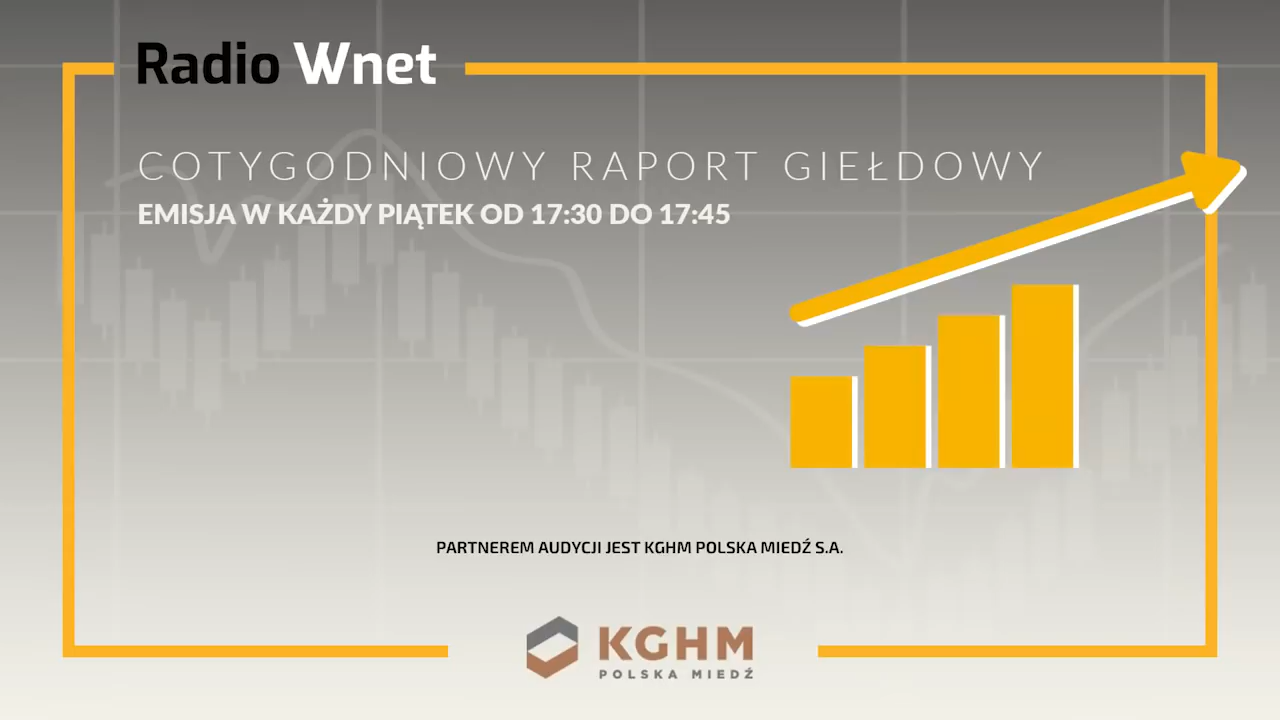 Radio Wnet
COTYGODNIOWY RAPORT GIEŁDOWY
EMISJA W KAŻDY PIĄTEK OD 17:30 DO 17:45
PARTNEREM AUDYCJI JEST KGHM POLSKA MIEDŹ S.A.
KGHM
POLSKA MIEDŹ